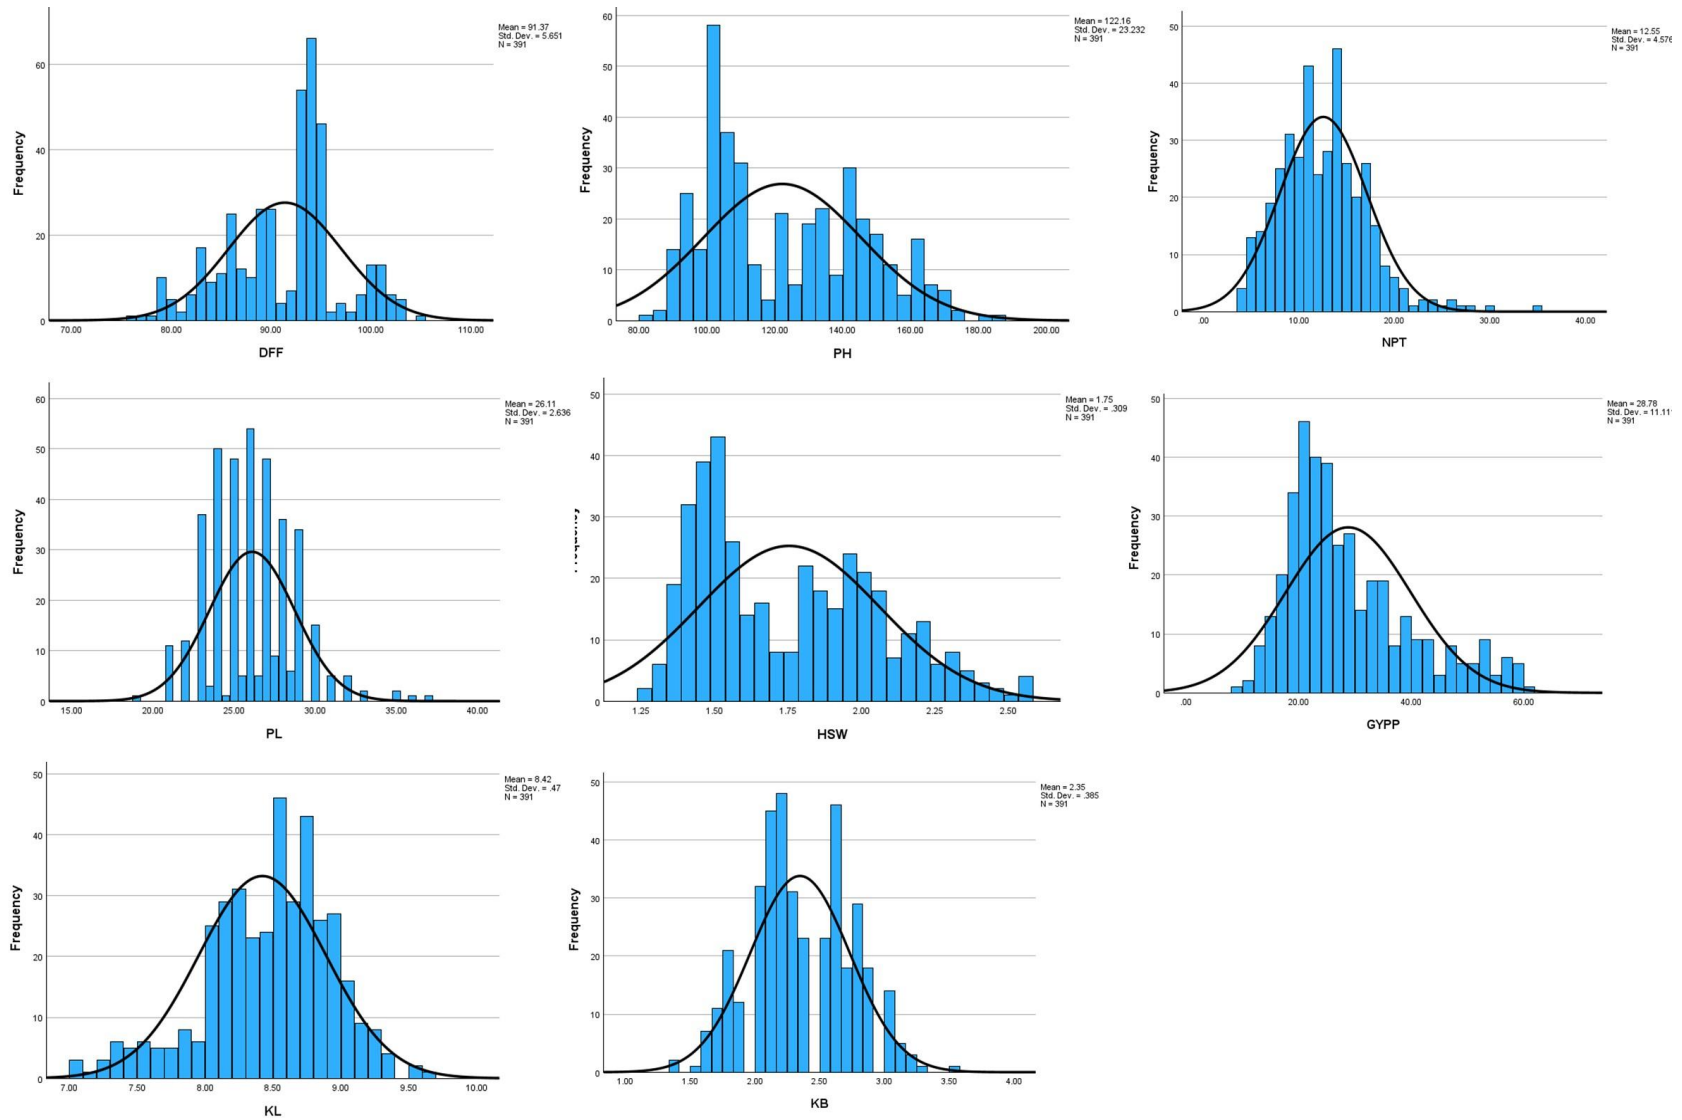 Mean = 91.37
Std. Dev. = 5.651
N = 391
Frequency
60
40
20
0
70.00 80.00 90.00 100.00 110.00
DFF
Mean = 122.16
Std. Dev. = 23.232
N = 391
Frequency
60
50
40
30
20
10
0
80.00 100.00 120.00 140.00 160.00 180.00 200.00
PH
Mean = 12.55
Std. Dev. = 4.576
N = 391
Frequency
50
40
30
20
10
0
.00 10.00 20.00 30.00 40.00
NPT
Mean = 26.11
Std. Dev. = 2.636
N = 391
Frequency
60
50
40
30
20
10
0
15.00 20.00 25.00 30.00 35.00 40.00
PL
Mean = 1.75
Std. Dev. = .309
N = 391
50
40
30
20
10
0
1.25 1.50 1.75 2.00 2.25 2.50
HSW
Mean = 28.78
Std. Dev. = 11.11
N = 391
Frequency
50
40
30
20
10
0
.00 20.00 40.00 60.00
GYPP
Mean = 8.42
Std. Dev. = .47
N = 391
Frequency
50
40
30
20
10
0
7.00 7.50 8.00 8.50 9.00 9.50 10.00
KL
Mean = 2.35
Std. Dev. = .385
N = 391
Frequency
50
40
30
20
10
0
1.00 1.50 2.00 2.50 3.00 3.50 4.00
KB